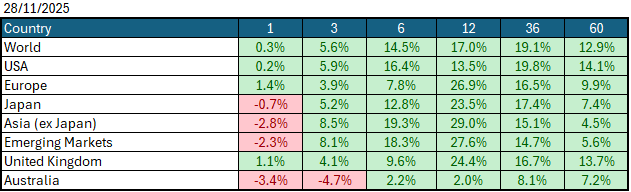 28/11/2025
Country 1 3 6 12 36 60
World 0.3% 5.6% 14.5% 17.0% 19.1% 12.9%
USA 0.2% 5.9% 16.4% 13.5% 19.8% 14.1%
Europe 1.4% 3.9% 7.8% 26.9% 16.5% 9.9%
Japan -0.7% 5.2% 12.8% 23.5% 17.4% 7.4%
Asia (ex Japan) -2.8% 8.5% 19.3% 29.0% 15.1% 4.5%
Emerging Markets -2.3% 8.1% 18.3% 27.6% 14.7% 5.6%
United Kingdom 1.1% 4.1% 9.6% 24.4% 16.7% 13.7%
Australia -3.4% -4.7% 2.2% 2.0% 8.1% 7.2%